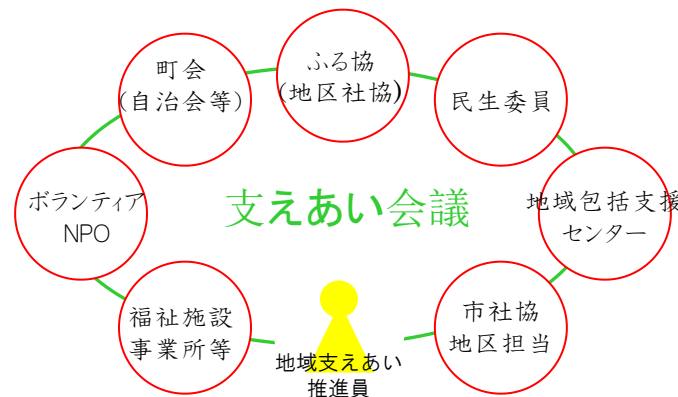 ふる協
(地区社協)
町会
(自治会等)
民生委員
ボランティア
NPO
支えあい会議
地域包括支援
センター
福祉施設
事業所等
市社協
地区担当
地域支えあい
推進員